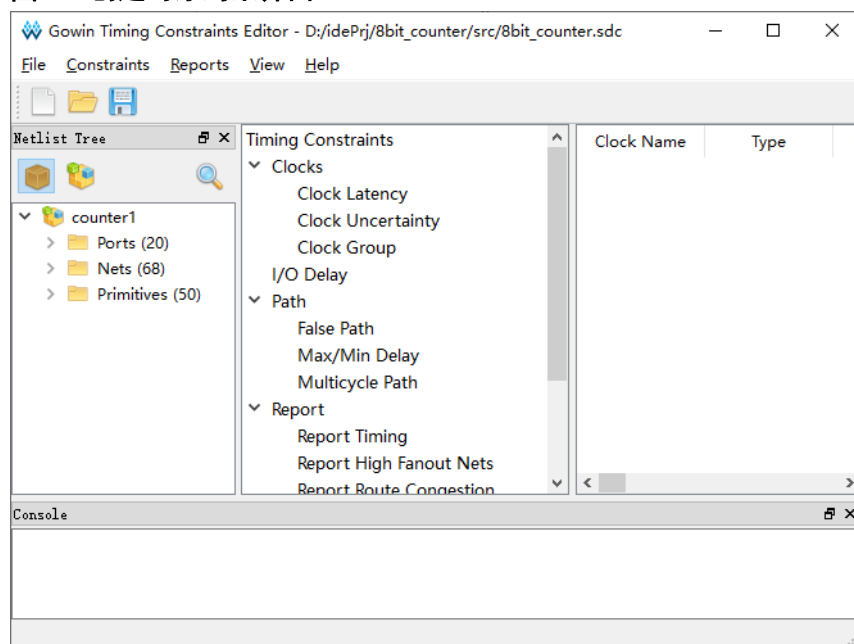 Gowin Timing Constraints Editor - D:/idePrj/8bit_counter/src/8bit_counter.sdc
File Constraints Reports View Help
Netlist Tree
counter1
Ports (20)
Nets (68)
Primitives (50)
Timing Constraints
Clocks
Clock Latency
Clock Uncertainty
Clock Group
I/O Delay
Path
False Path
Max/Min Delay
Multicycle Path
Report
Report Timing
Report High Fanout Nets
Report Route Congestion
Clock Name Type
Console